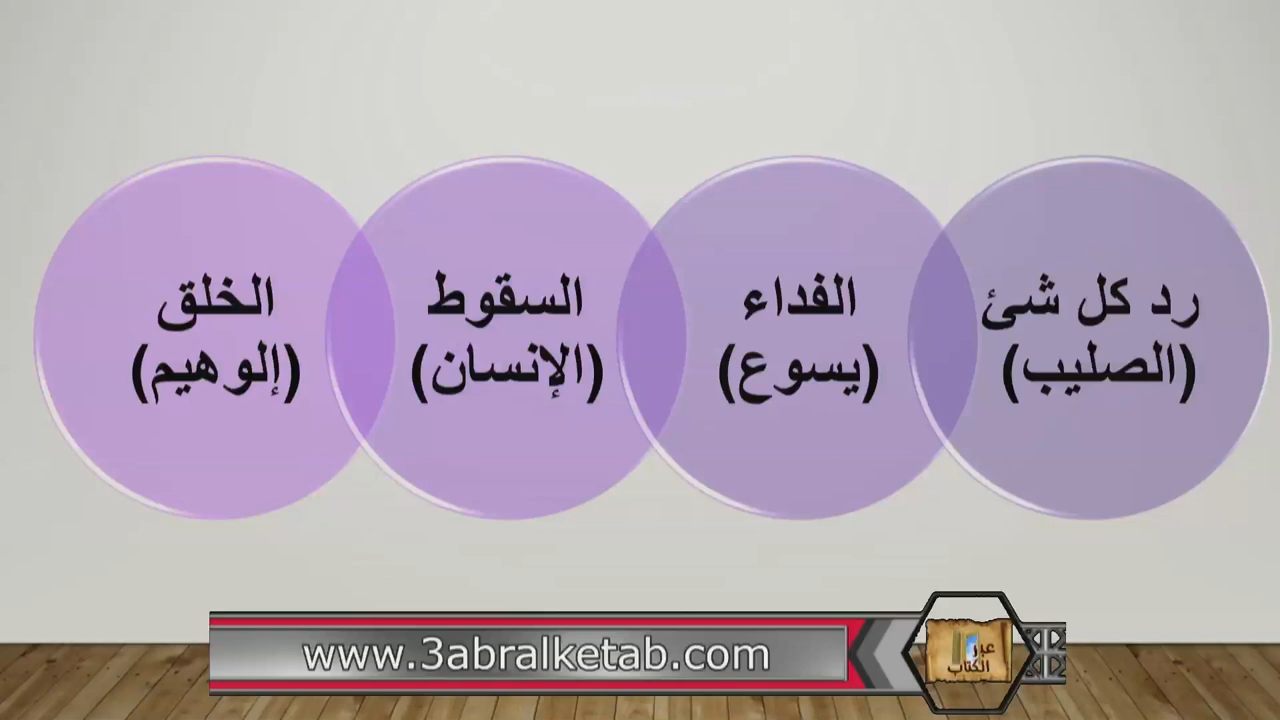 الخلق
(إلوهيم)
السقوط
(الإنسان)
الفداء
(يسوع)
رد كل شئ
(الصليب)
www.3abralketab.com
عبر
الكتاب